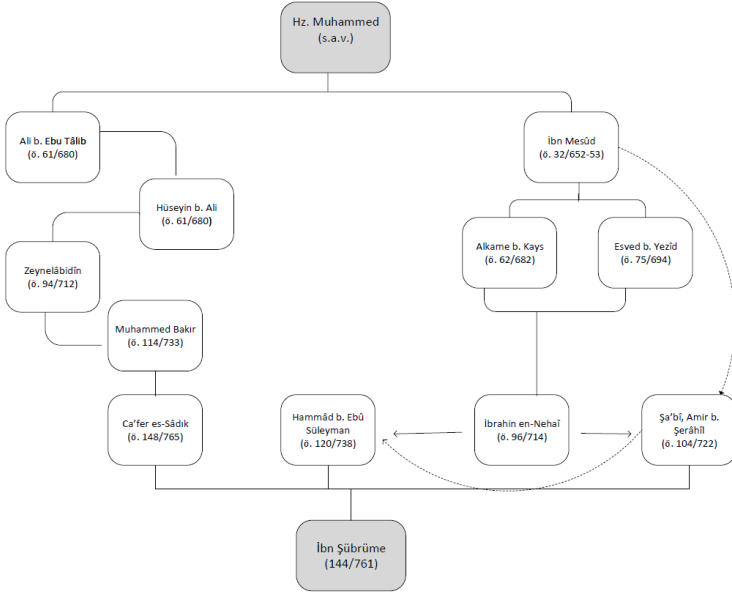 Hz. Muhammed
(s.a.v.)
Ali b. Ebu Tâlib
(ö. 61/680)
İbn Mesûd
(ö. 32/652-53)
Hüseyin b. Ali
(ö. 61/680)
Alkame b. Kays
(ö. 62/682)
Esved b. Yezîd
(ö. 75/694)
Zeynelâbidîn
(ö. 94/712)
Muhammed Bakır
(ö. 114/733)
Ca'fer es-Sâdık
(ö. 148/765)
Hammâd b. Ebû
Süleyman
(ö. 120/738)
İbrahin en-Nehaî
(ö. 96/714)
Şa'bî, Amir b.
Şerâhîl
(ö. 104/722)
İbn Şübrüme
(144/761)